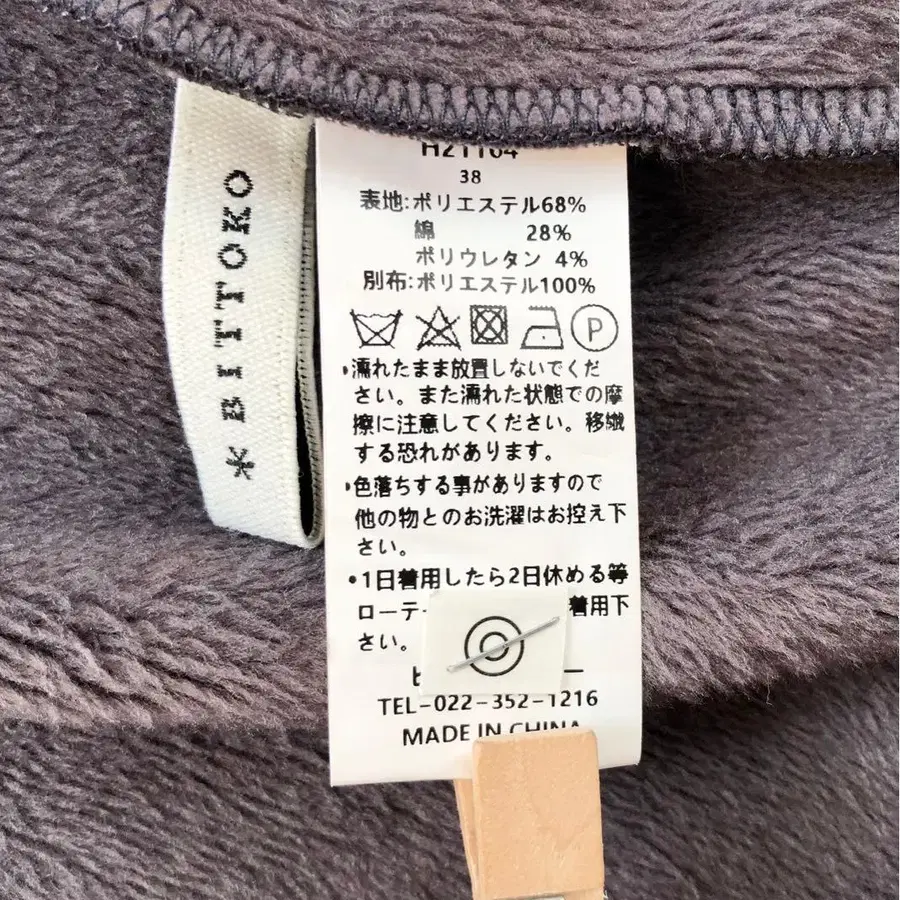 * BITTOKO
H21104
38
表地:ポリエステル68%
綿 28%
ポリウレタン 4%
別布:ポリエステル100%
P
・濡れたまま放置しないでくだ
さい。また濡れた状態での摩
擦に注意してください。移繊
する恐れがあります。
・色落ちする事がありますので
他の物とのお洗濯はお控え下
さい。
・1日着用したら2日休める等
ローテ 着用下
さい。
TEL-022-352-1216
MADE IN CHINA